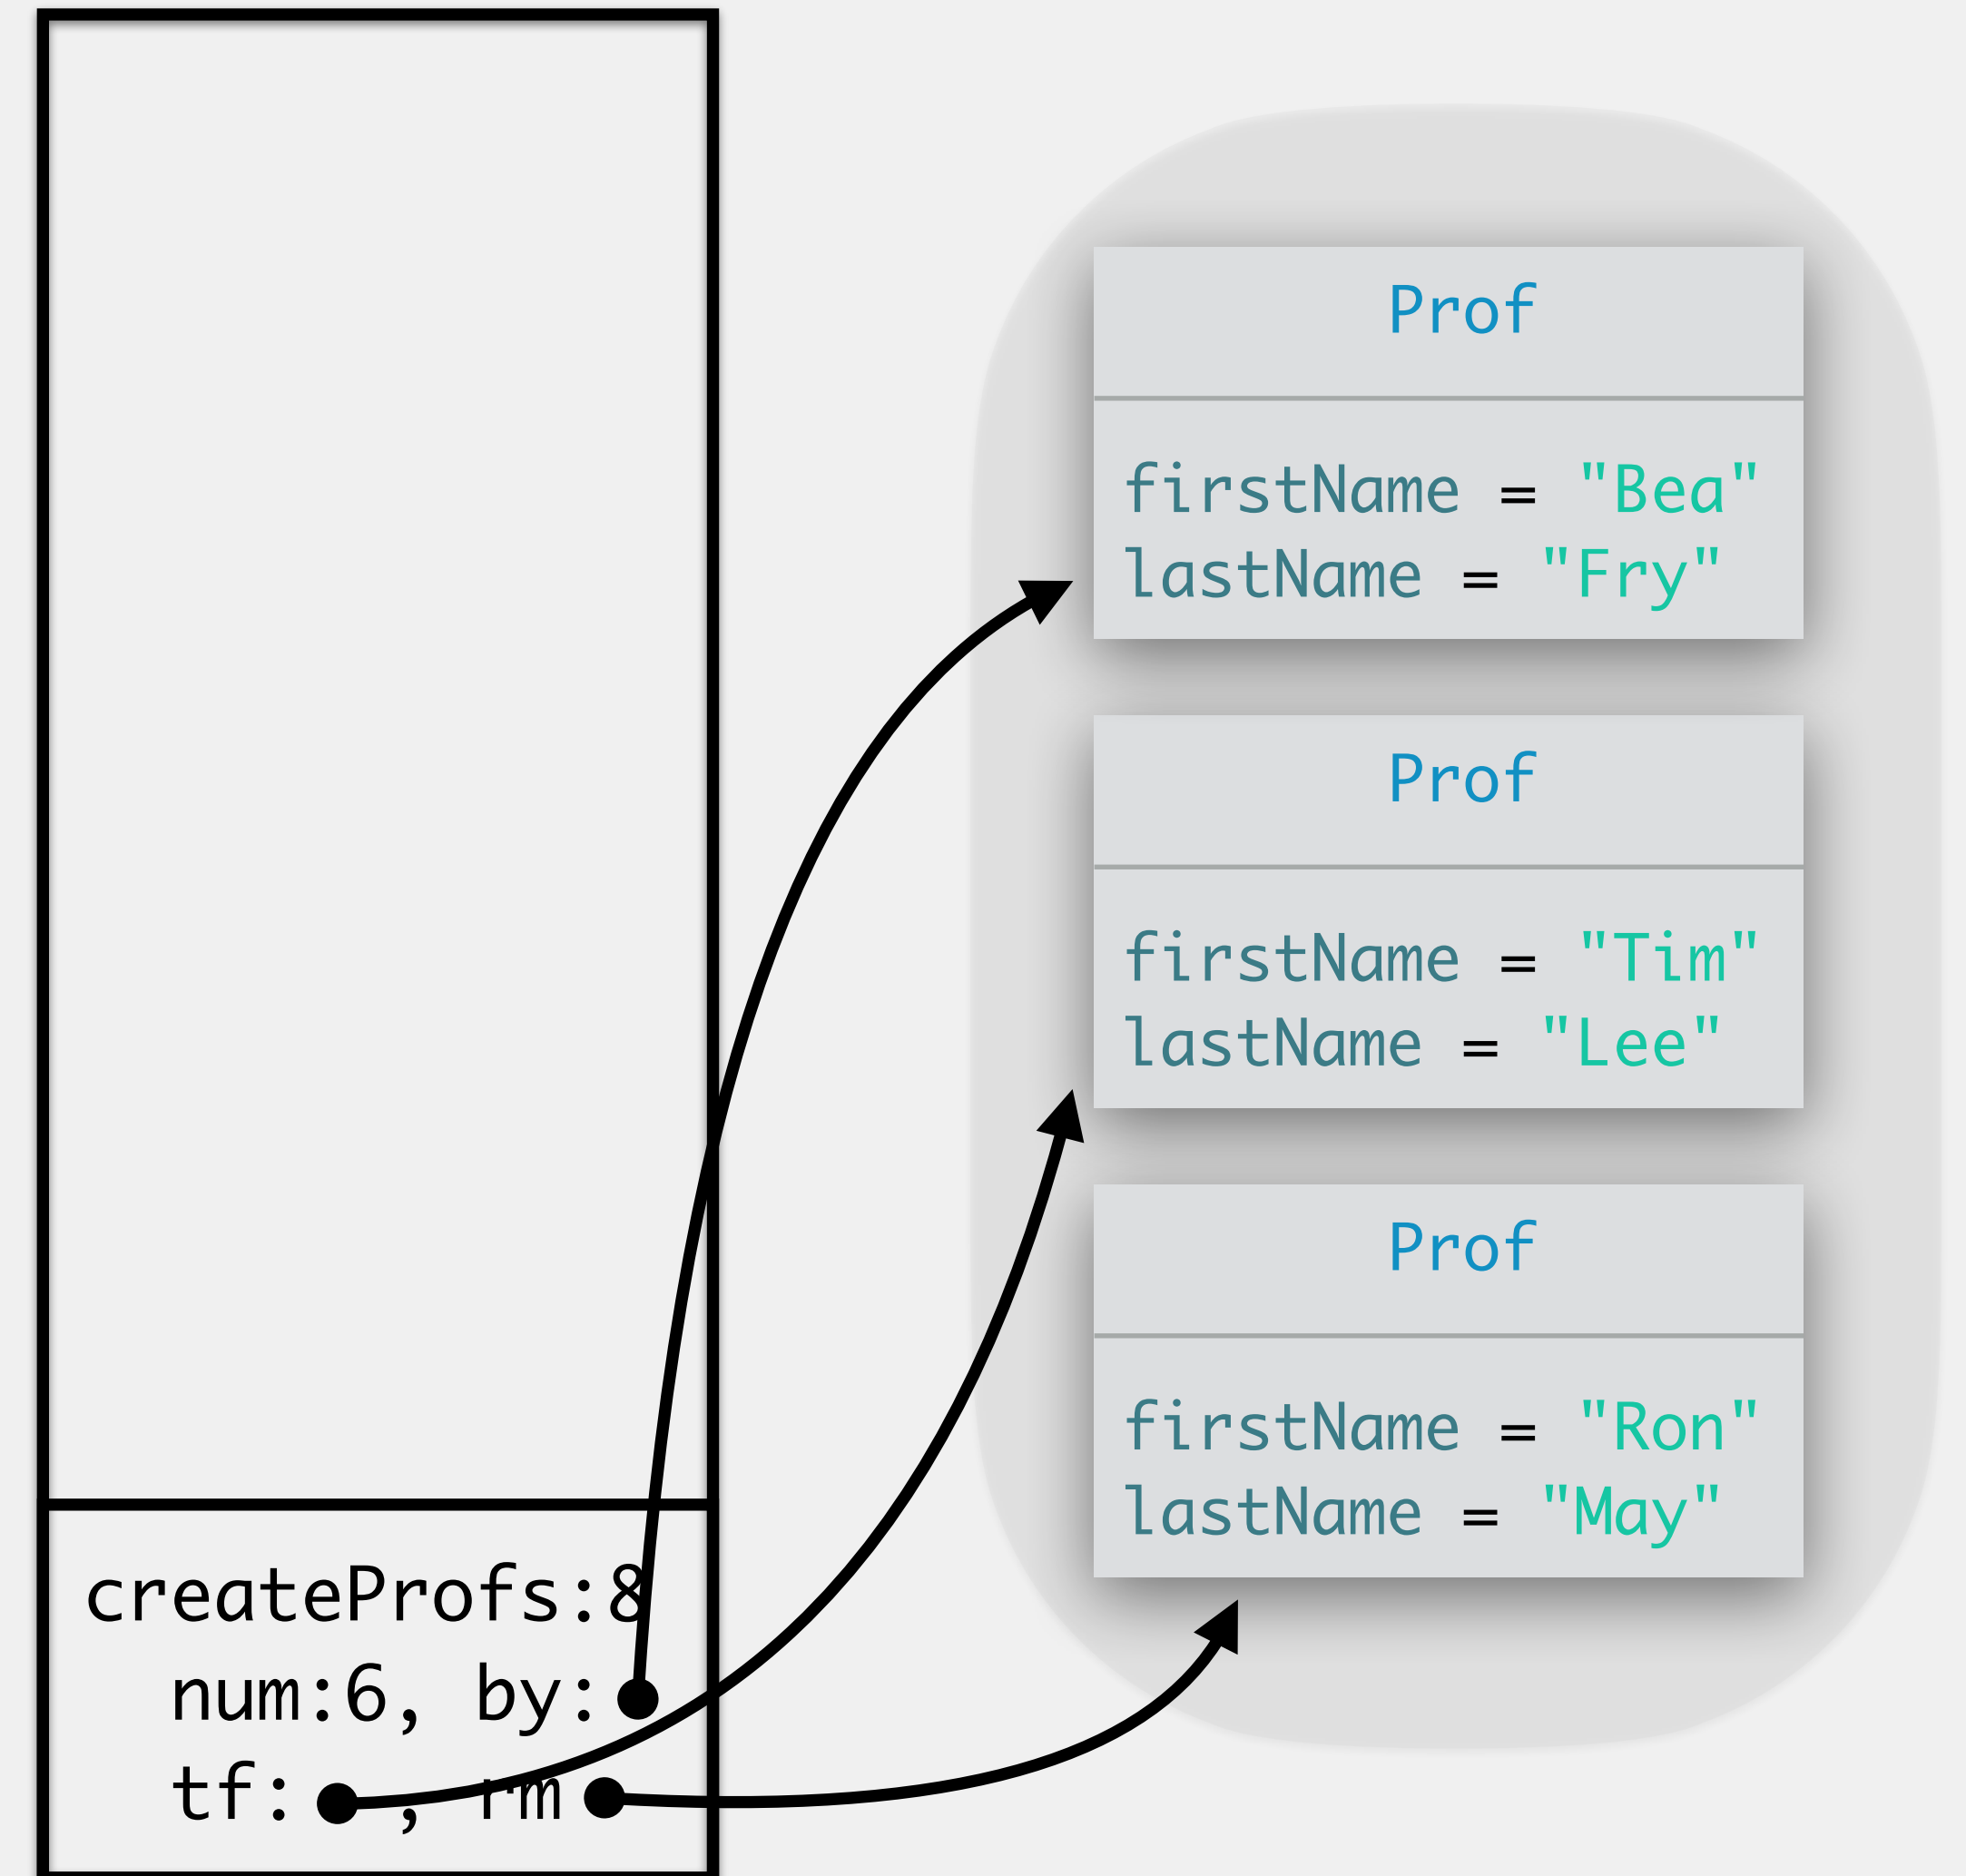 Prof
firstName = "Bea"
lastName = "Fry"
Prof
firstName = "Tim"
lastName = "Lee"
Prof
firstName = "Ron"
lastName = "May"
createProfs:8
num:6, by:
tf: , rm